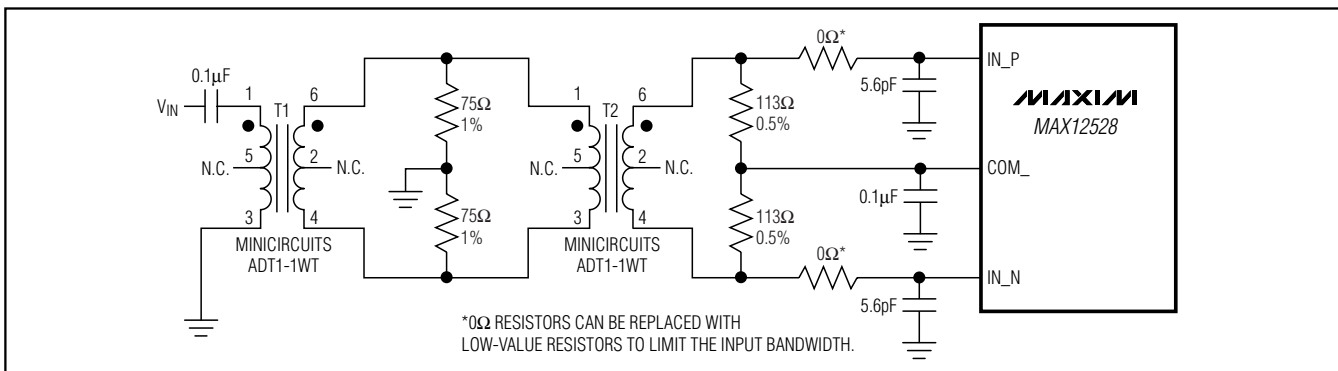 0.1μF
V_IN
1
6
T1
5
2
N.C.
N.C.
3
4
MINICIRCUITS
ADT1-1WT
75Ω
1%
75Ω
1%
1
6
T2
5
2
N.C.
N.C.
3
4
MINICIRCUITS
ADT1-1WT
113Ω
0.5%
113Ω
0.5%
0Ω*
0Ω*
5.6pF
0.1μF
5.6pF
IN_P
MAXIM
MAX12528
COM_
IN_N
*0Ω RESISTORS CAN BE REPLACED WITH
LOW-VALUE RESISTORS TO LIMIT THE INPUT BANDWIDTH.